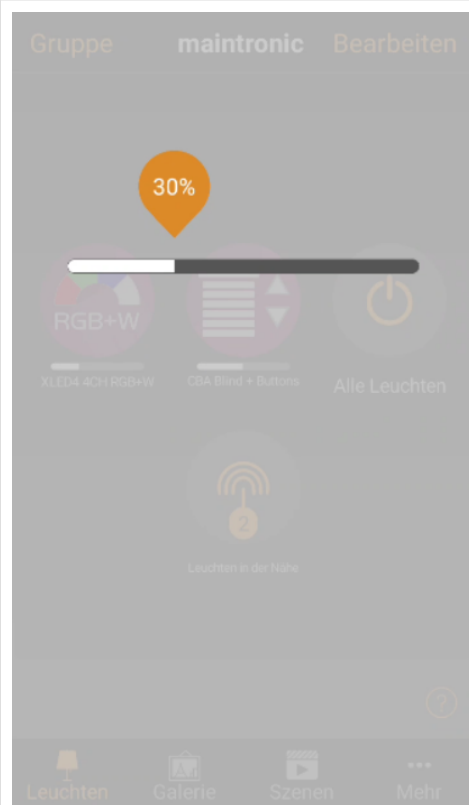 Gruppe maintronic Bearbeiten
30%
RGB+W
XLED4 4CH RGB+W CBA Blind + Buttons Alle Leuchten
2
Leuchten in der Nähe
?
Leuchten Galerie Szenen Mehr